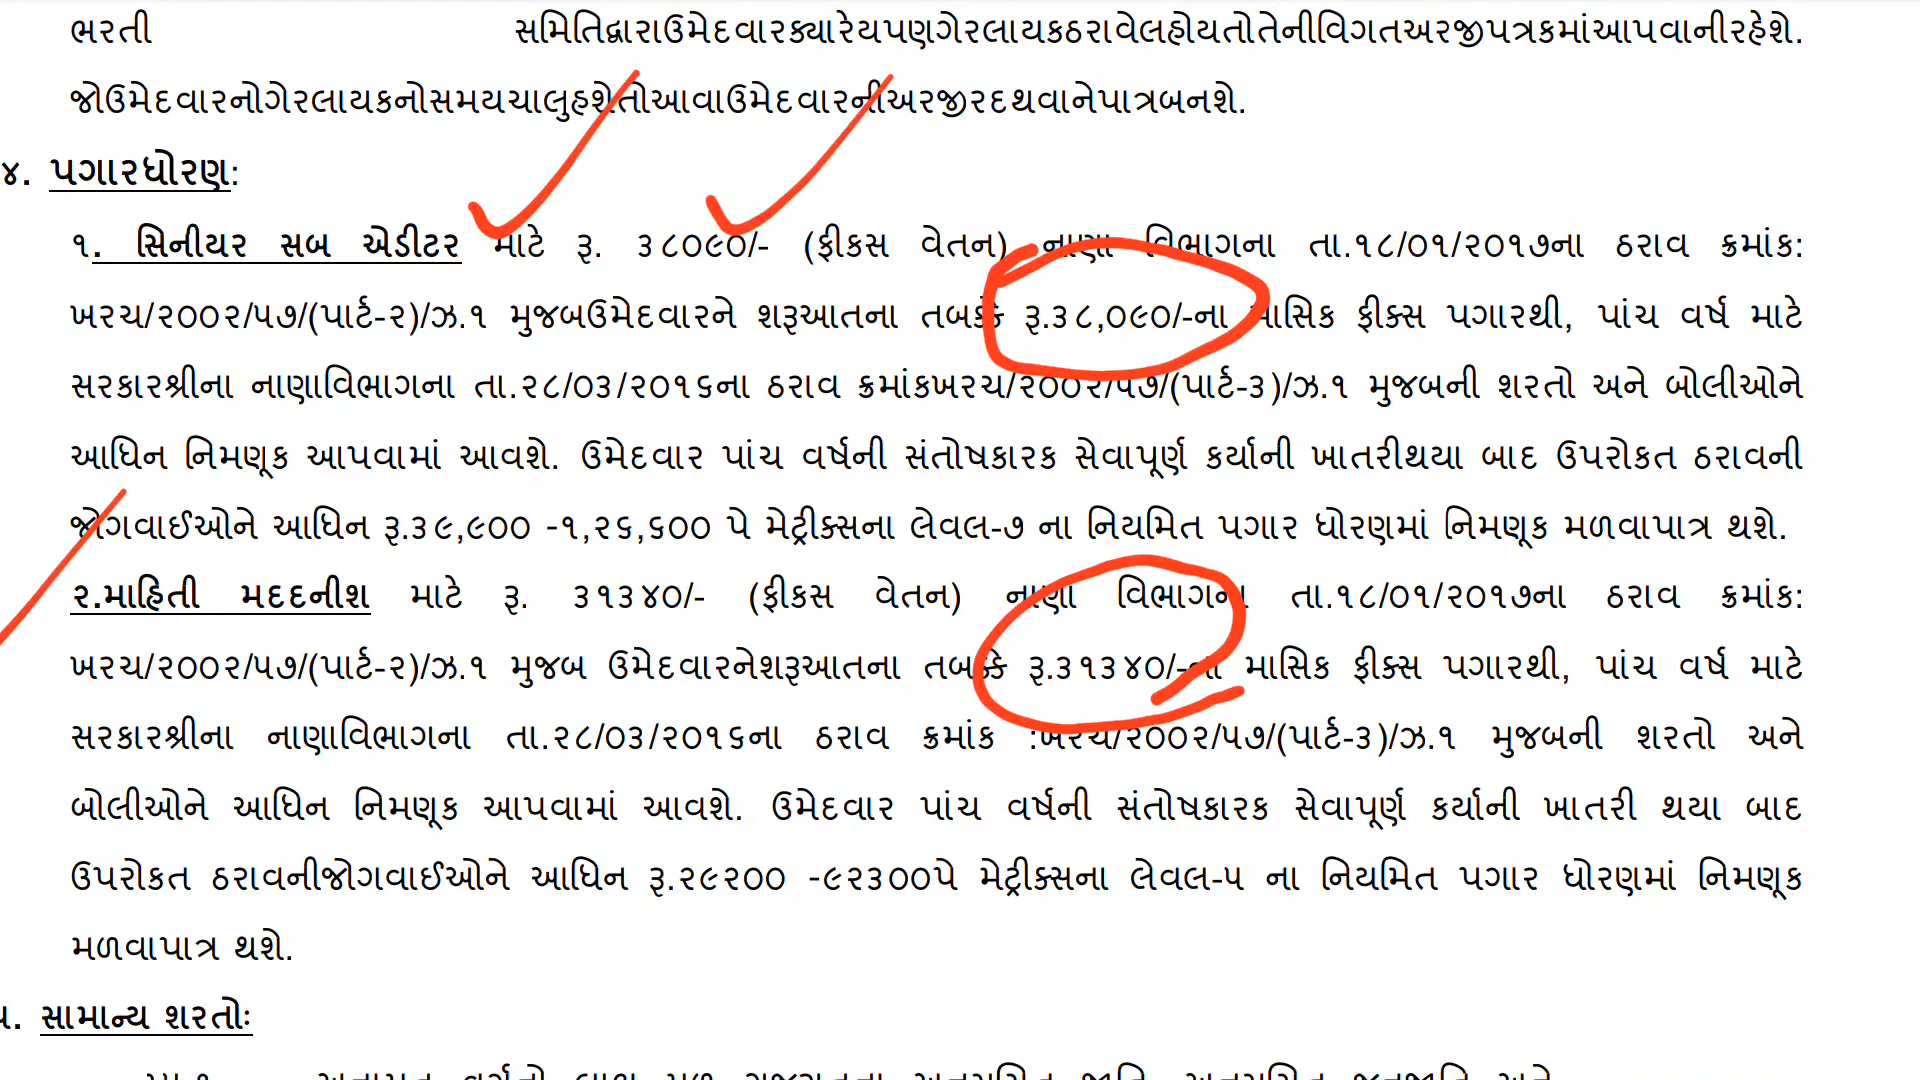 ભરતી સમિતિદ્વારાઉમેદવારક્યારેયપણગેરલાયકઠરાવેલહોયતોતેનીવિગતઅરજીપત્રકમાંઆપવાનીરહેશે.
જોઉમેદવારનોગેરલાયકનોસમયચાલુહશેતોઆવાઉમેદવારનીઅરજીરદથવાનેપાત્રબનશે.
૪. પગારધોરણ:
૧. સિનીયર સબ એડીટર માટે રૂ. ૩૮૦૯૦/- (ફીકસ વેતન) નાણા વિભાગના તા.૧૮/૦૧/૨૦૧૭ના ઠરાવ ક્રમાંક:
ખરચ/૨૦૦૨/૫૭/(પાર્ટ-૨)/ઝ.૧ મુજબઉમેદવારને શરૂઆતના તબક્કે રૂ.૩૮,૦૯૦/-ના માસિક ફીક્સ પગારથી, પાંચ વર્ષ માટે
સરકારશ્રીના નાણાવિભાગના તા.૨૮/૦૩/૨૦૧૬ના ઠરાવ ક્રમાંકખરચ/૨૦૦૨/૫૭/(પાર્ટ-૩)/ઝ.૧ મુજબની શરતો અને બોલીઓને
આધિન નિમણૂક આપવામાં આવશે. ઉમેદવાર પાંચ વર્ષની સંતોષકારક સેવાપૂર્ણ કર્યાની ખાતરીથયા બાદ ઉપરોકત ઠરાવની
જોગવાઈઓને આધિન રૂ.૩૯,૯૦૦ -૧,૨૬,૬૦૦ પે મેટ્રીક્સના લેવલ-૭ ના નિયમિત પગાર ધોરણમાં નિમણૂક મળવાપાત્ર થશે.
૨.માહિતી મદદનીશ માટે રૂ. ૩૧૩૪૦/- (ફીકસ વેતન) નાણા વિભાગના તા.૧૮/૦૧/૨૦૧૭ના ઠરાવ ક્રમાંક:
ખરચ/૨૦૦૨/૫૭/(પાર્ટ-૨)/ઝ.૧ મુજબ ઉમેદવારનેશરૂઆતના તબક્કે રૂ.૩૧૩૪૦/-ના માસિક ફીક્સ પગારથી, પાંચ વર્ષ માટે
સરકારશ્રીના નાણાવિભાગના તા.૨૮/૦૩/૨૦૧૬ના ઠરાવ ક્રમાંક :ખરચ/૨૦૦૨/૫૭/(પાર્ટ-૩)/ઝ.૧ મુજબની શરતો અને
બોલીઓને આધિન નિમણૂક આપવામાં આવશે. ઉમેદવાર પાંચ વર્ષની સંતોષકારક સેવાપૂર્ણ કર્યાની ખાતરી થયા બાદ
ઉપરોકત ઠરાવનીજોગવાઈઓને આધિન રૂ.૨૯૨૦૦ -૯૨૩૦૦પે મેટ્રીક્સના લેવલ-૫ ના નિયમિત પગાર ધોરણમાં નિમણૂક
મળવાપાત્ર થશે.
૫. સામાન્ય શરતોઃ